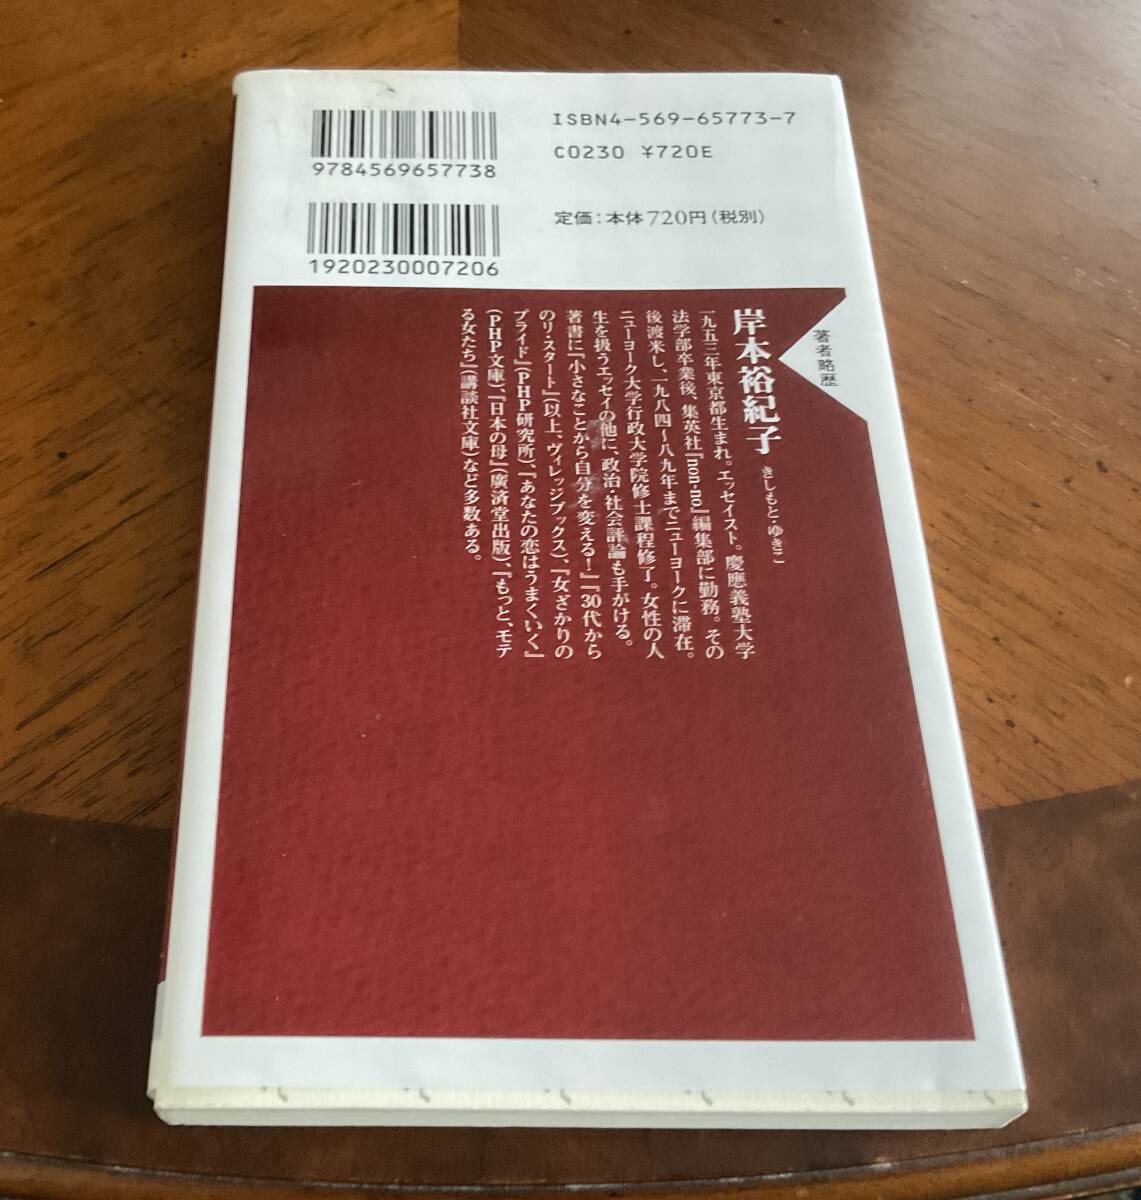 ISBN4-569-65773-7
C0230 ¥720E
9784569657738
定価：本体720円（税別）
1920230007206
著者略歴
岸本裕紀子 きしもと・ゆきこ
一九五三年東京都生まれ。エッセイスト。慶應義塾大学
法学部卒業後、集英社『non-no』編集部に勤務。その
後渡米し、一九八四〜八九年までニューヨークに滞在。
ニューヨーク大学行政大学院修士課程修了。女性の人
生を扱うエッセイの他に、政治・社会評論も手がける。
著書に『小さなことから自分を変える！』『30代から
のリ・スタート』（以上、ヴィレッジブックス）、『女ざかりの
プライド』（PHP研究所）、『あなたの恋はうまくいく』
（PHP文庫）、『日本の母』（廣済堂出版）、『もっと、モテ
る女たち』（講談社文庫）など多数ある。